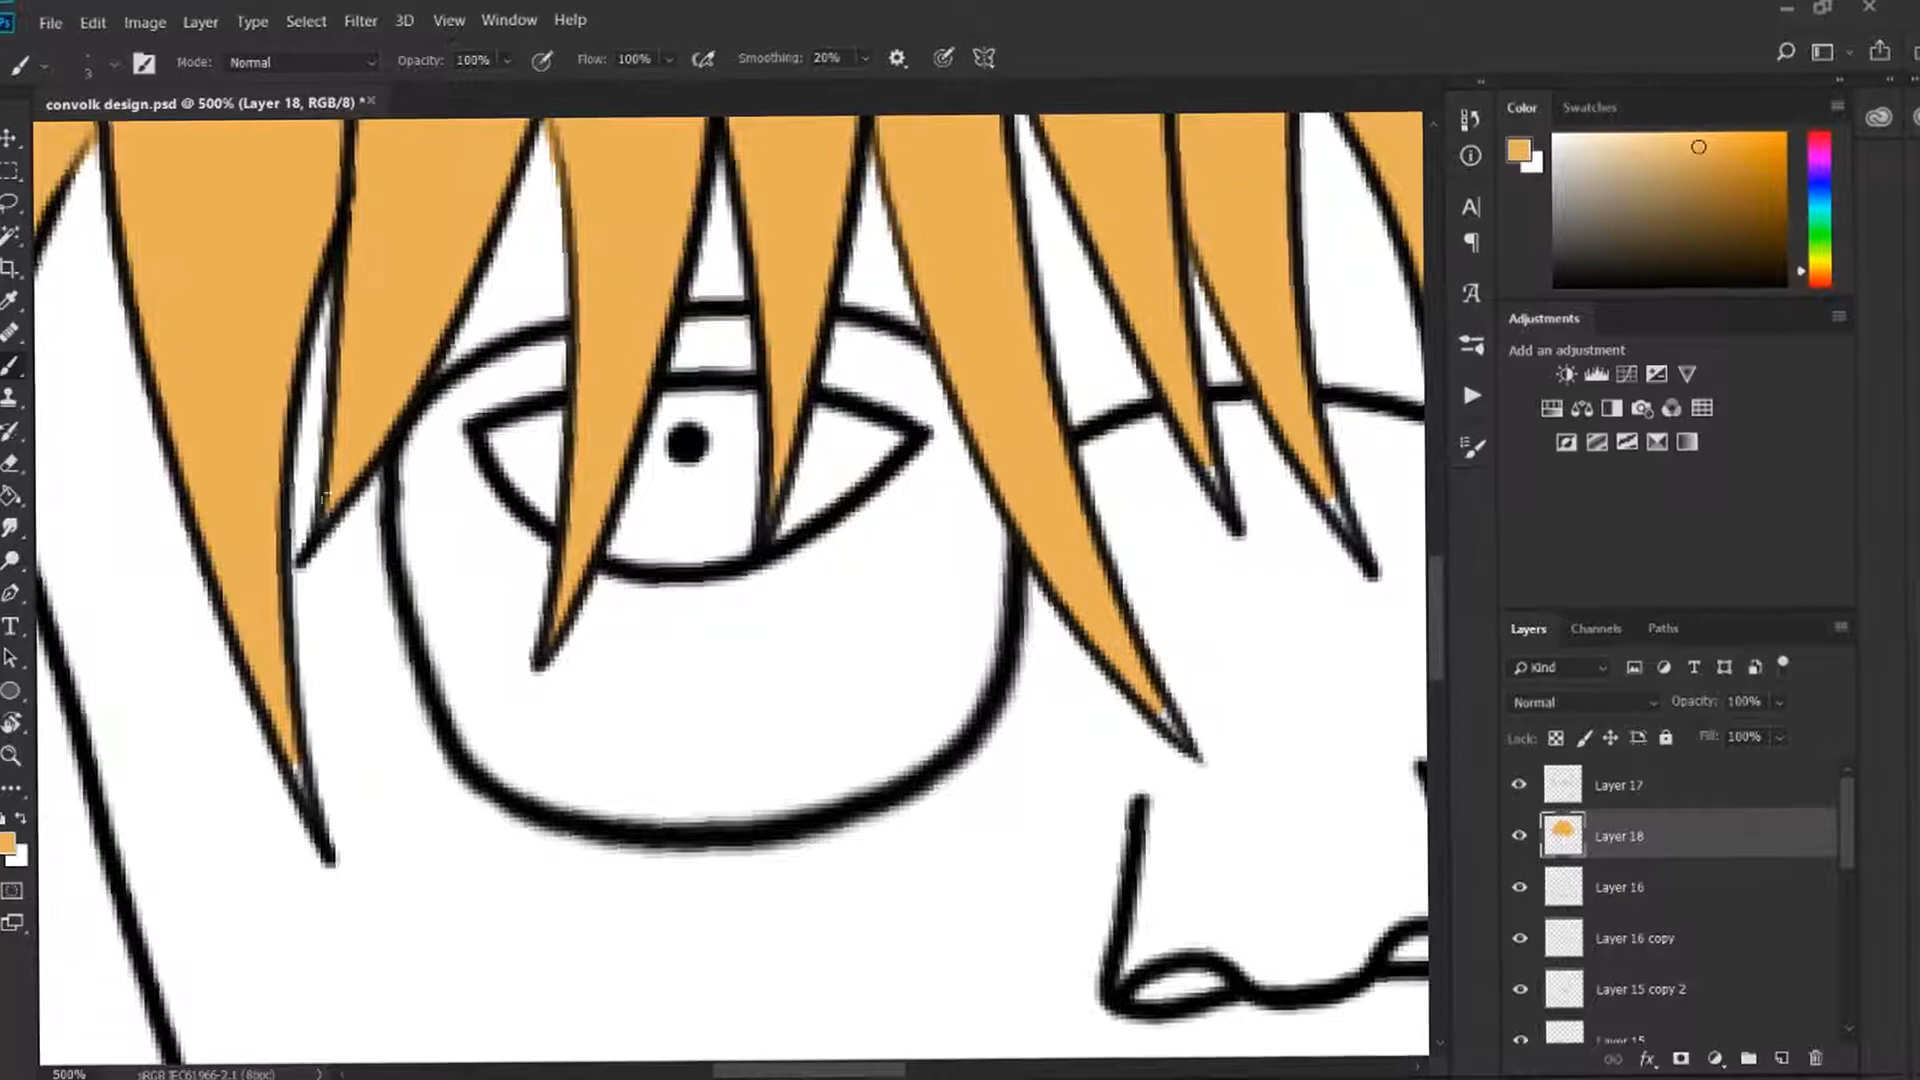 Ps
File Edit Image Layer Type Select Filter 3D View Window Help
3 Mode: Normal Opacity: 100% Flow: 100% Smoothing: 20%
convolk design.psd @ 500% (Layer 18, RGB/8) *
Color Swatches
Adjustments
Add an adjustment
Layers Channels Paths
Kind
Normal Opacity: 100%
Lock: Fill: 100%
Layer 17
Layer 18
Layer 16
Layer 16 copy
Layer 15 copy 2
Layer 15
500% sRGB IEC61966-2.1 (8bpc)